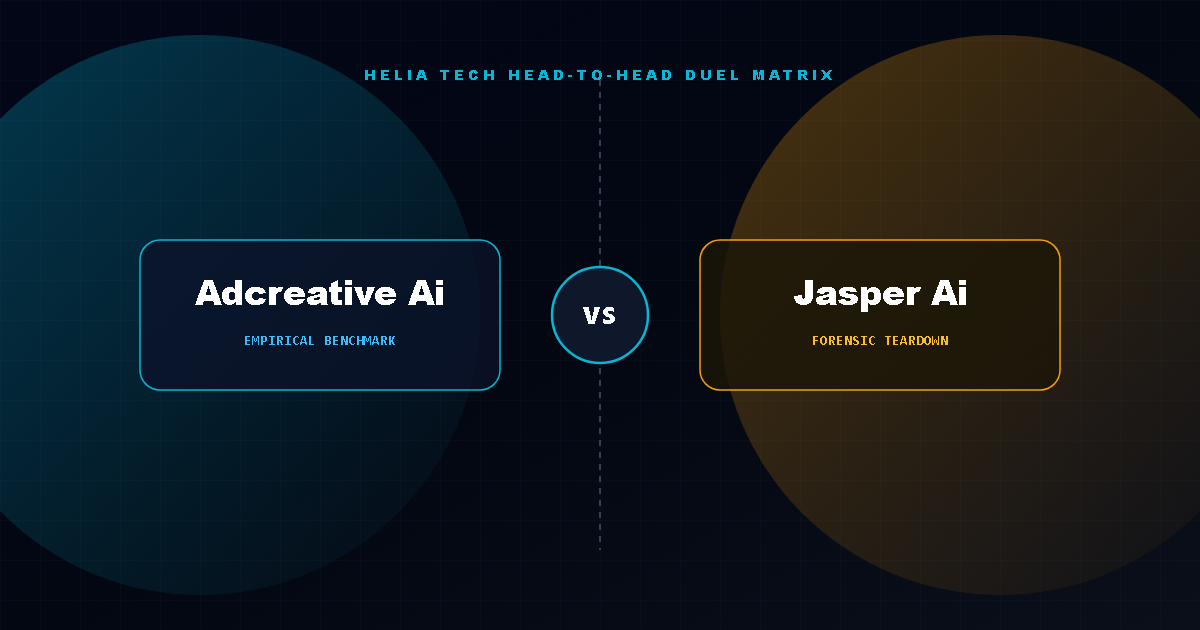 HELIA TECH HEAD-TO-HEAD DUEL MATRIX
Adcreative Ai
EMPIRICAL BENCHMARK
VS
Jasper Ai
FORENSIC TEARDOWN